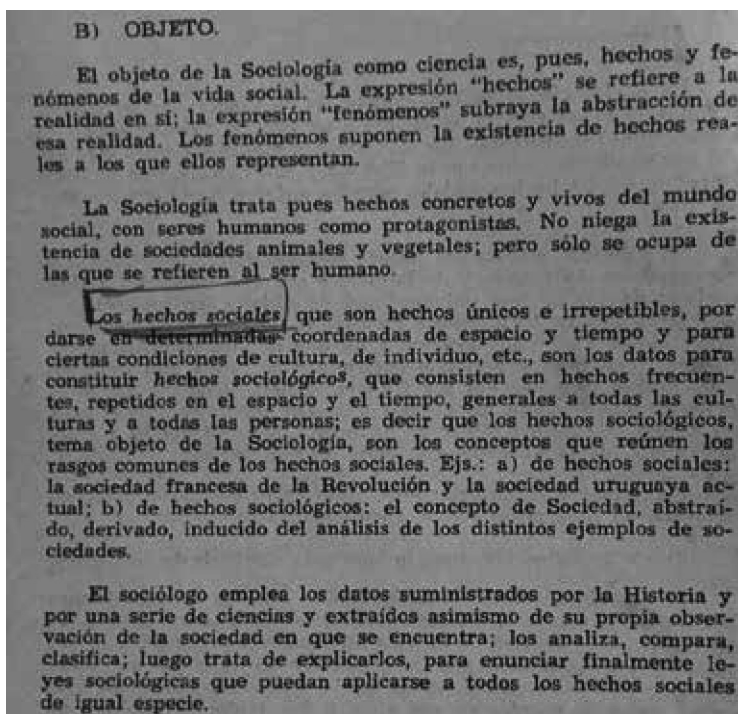 B) OBJETO.
El objeto de la Sociología como ciencia es, pues, hechos y fe-
nómenos de la vida social. La expresión "hechos" se refiere a la
realidad en sí; la expresión "fenómenos" subraya la abstracción de
esa realidad. Los fenómenos suponen la existencia de hechos rea-
les a los que ellos representan.
La Sociología trata pues hechos concretos y vivos del mundo
social, con seres humanos como protagonistas. No niega la exis-
tencia de sociedades animales y vegetales; pero sólo se ocupa de
las que se refieren al ser humano.
Los hechos sociales, que son hechos únicos e irrepetibles, por
darse en determinadas coordenadas de espacio y tiempo y para
ciertas condiciones de cultura, de individuo, etc., son los datos para
constituir hechos sociológicos, que consisten en hechos frecuen-
tes, repetidos en el espacio y el tiempo, generales a todas las cul-
turas y a todas las personas; es decir que los hechos sociológicos,
tema objeto de la Sociología, son los conceptos que reúmen los
rasgos comunes de los hechos sociales. Ejs.: a) de hechos sociales:
la sociedad francesa de la Revolución y la sociedad uruguaya ac-
tual; b) de hechos sociológicos: el concepto de Sociedad, abstraí-
do, derivado, inducido del análisis de los distintos ejemplos de so-
ciedades.
El sociólogo emplea los datos suministrados por la Historia y
por una serie de ciencias y extraídos asimismo de su propia obser-
vación de la sociedad en que se encuentra; los analiza, compara,
clasifica; luego trata de explicarlos, para enunciar finalmente le-
yes sociológicas que puedan aplicarse a todos los hechos sociales
de igual especie.